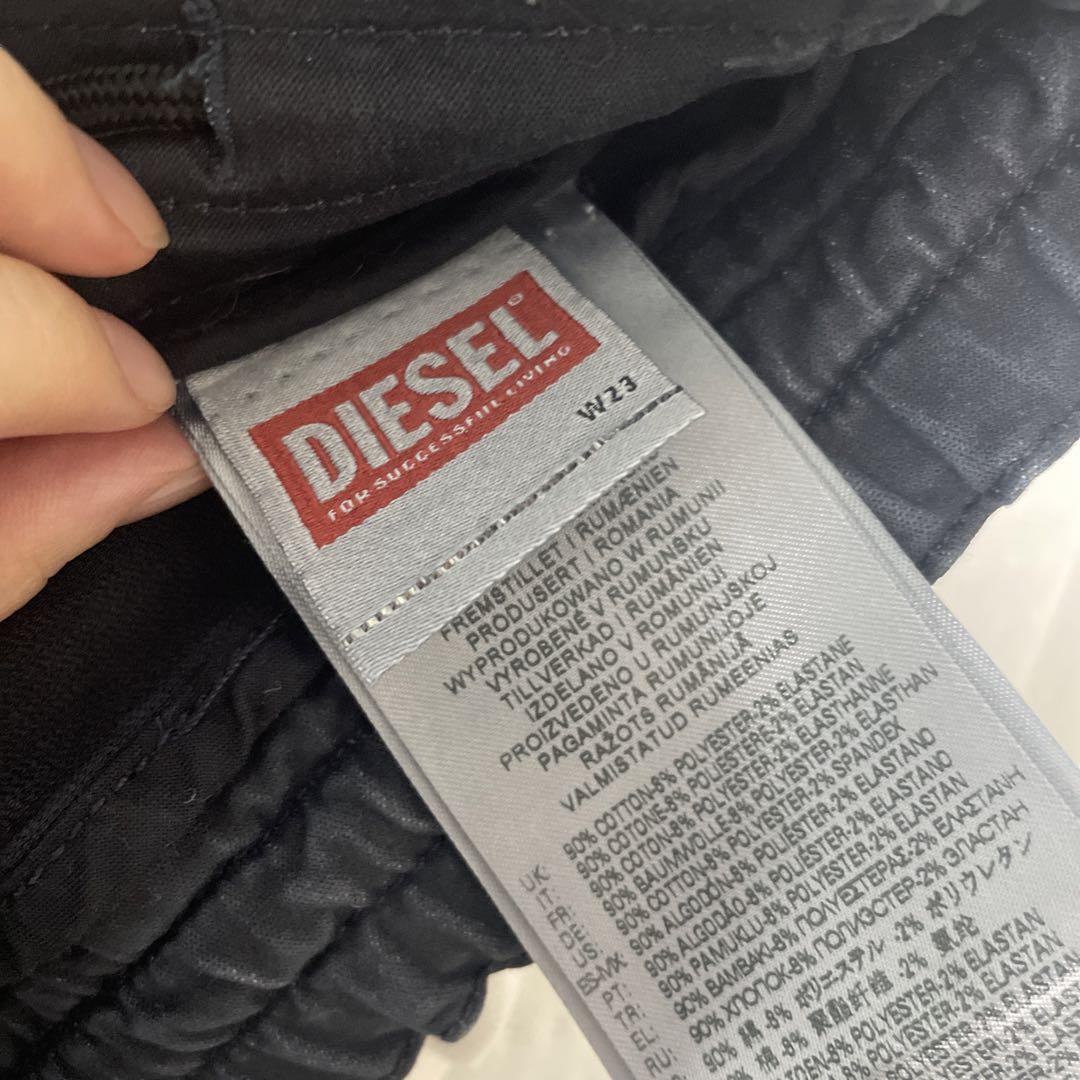 DIESEL®
FOR SUCCESSFUL LIVING
W23
FREMSTILLET I RUMÆNIEN
PRODUSERT I ROMANIA
WYPRODUKOWANO W RUMUNII
VYROBENÉ V RUMUNSKU
TILLVERKAD I RUMÄNIEN
IZDELANO V ROMUNIJI
PROIZVEDENO U RUMUNJSKOJ
PAGAMINTA RUMUNIJOJE
RAŽOTS RUMĀNIJĀ
VALMISTATUD RUMEENIAS
UK: 90% COTTON-8% POLYESTER-2% ELASTANE
IT: 90% COTONE-8% POLIESTERE-2% ELASTAN
FR: 90% COTON-8% POLYESTER-2% ELASTHANNE
DE: 90% BAUMWOLLE-8% POLYESTER-2% ELASTHAN
US: 90% COTTON-8% POLYESTER-2% SPANDEX
ES/MX: 90% ALGODÓN-8% POLIÉSTER-2% ELASTANO
PT: 90% ALGODÃO-8% POLIÉSTER-2% ELASTANO
TR: 90% PAMUKLU-8% POLYESTER-2% ELASTAN
EL: 90% ΒΑΜΒΑΚΙ-8% ΠΟΛΥΕΣΤΕΡΑΣ-2% ΕΛΑΣΤΑΝΗ
RU: 90% ХЛОПОК-8% ПОЛИЭСТЕР-2% ЭЛАСТАН
90% 綿 -8% ポリエステル -2% ポリウレタン
90% 棉 -8% 聚酯纤维 -2% 氨纶
-8% POLYESTER-2% ELASTAN
-2% ELASTAN